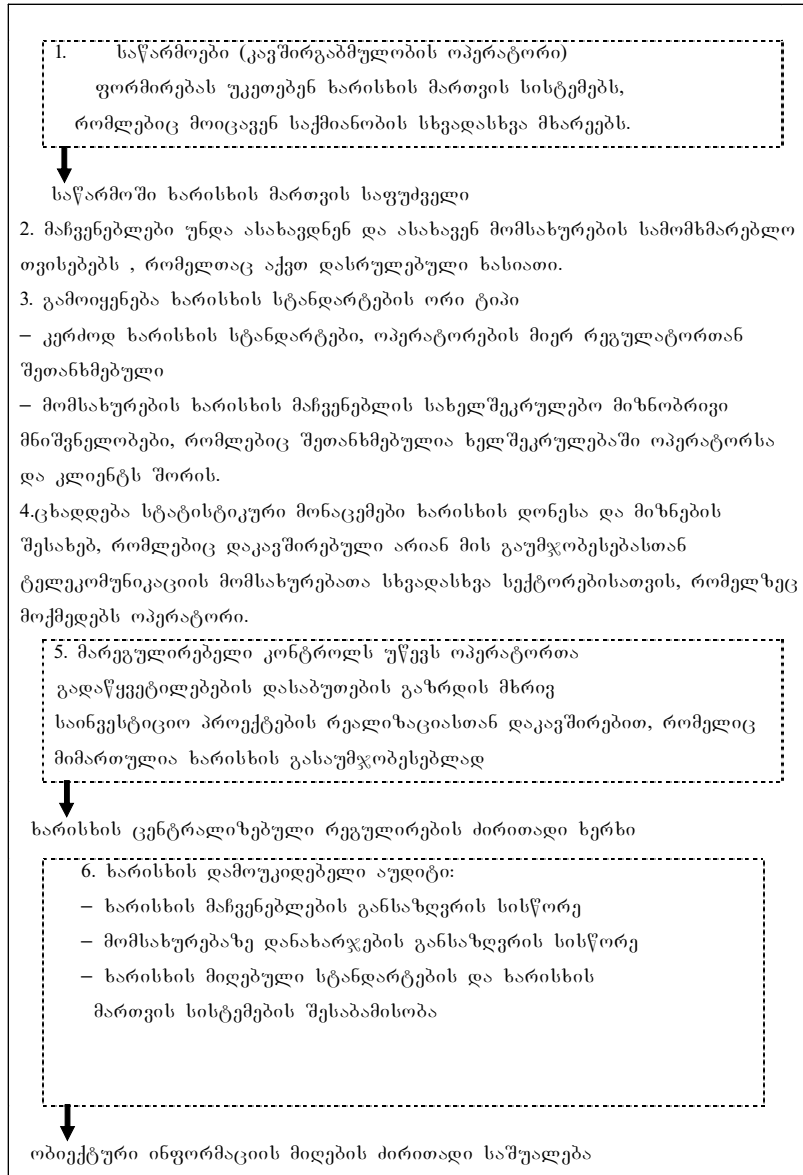 1. საწარმოები (კავშირგაბმულობის ოპერატორი)
ფორმირებას უკეთებენ ხარისხის მართვის სისტემებს,
რომლებიც მოიცავენ საქმიანობის სხვადასხვა მხარეებს.
საწარმოში ხარისხის მართვის საფუძველი
2. მაჩვენებლები უნდა ასახავდნენ და ასახავენ მომსახურების სამომხმარებლო
თვისებებს , რომელთაც აქვთ დასრულებული ხასიათი.
3. გამოიყენება ხარისხის სტანდარტების ორი ტიპი
– კერძოდ ხარისხის სტანდარტები, ოპერატორების მიერ რეგულატორთან
შეთანხმებული
– მომსახურების ხარისხის მაჩვენებლის სახელშეკრულებო მიზნობრივი
მნიშვნელობები, რომლებიც შეთანხმებულია ხელშეკრულებაში ოპერატორსა
და კლიენტს შორის.
4.ცხადდება სტატისტიკური მონაცემები ხარისხის დონესა და მიზნების
შესახებ, რომლებიც დაკავშირებული არიან მის გაუმჯობესებასთან
ტელეკომუნიკაციის მომსახურებათა სხვადასხვა სექტორებისათვის, რომელზეც
მოქმედებს ოპერატორი.
5. მარეგულირებელი კონტროლს უწევს ოპერატორთა
გადაწყვეტილებების დასაბუთების გაზრდის მხრივ
საინვესტიციო პროექტების რეალიზაციასთან დაკავშირებით, რომელიც
მიმართულია ხარისხის გასაუმჯობესებლად
ხარისხის ცენტრალიზებული რეგულირების ძირითადი ხერხი
6. ხარისხის დამოუკიდებელი აუდიტი:
– ხარისხის მაჩვენებლების განსაზღვრის სისწორე
– მომსახურებაზე დანახარჯების განსაზღვრის სისწორე
– ხარისხის მიღებული სტანდარტების და ხარისხის
მართვის სისტემების შესაბამისობა
ობიექტური ინფორმაციის მიღების ძირითადი საშუალება